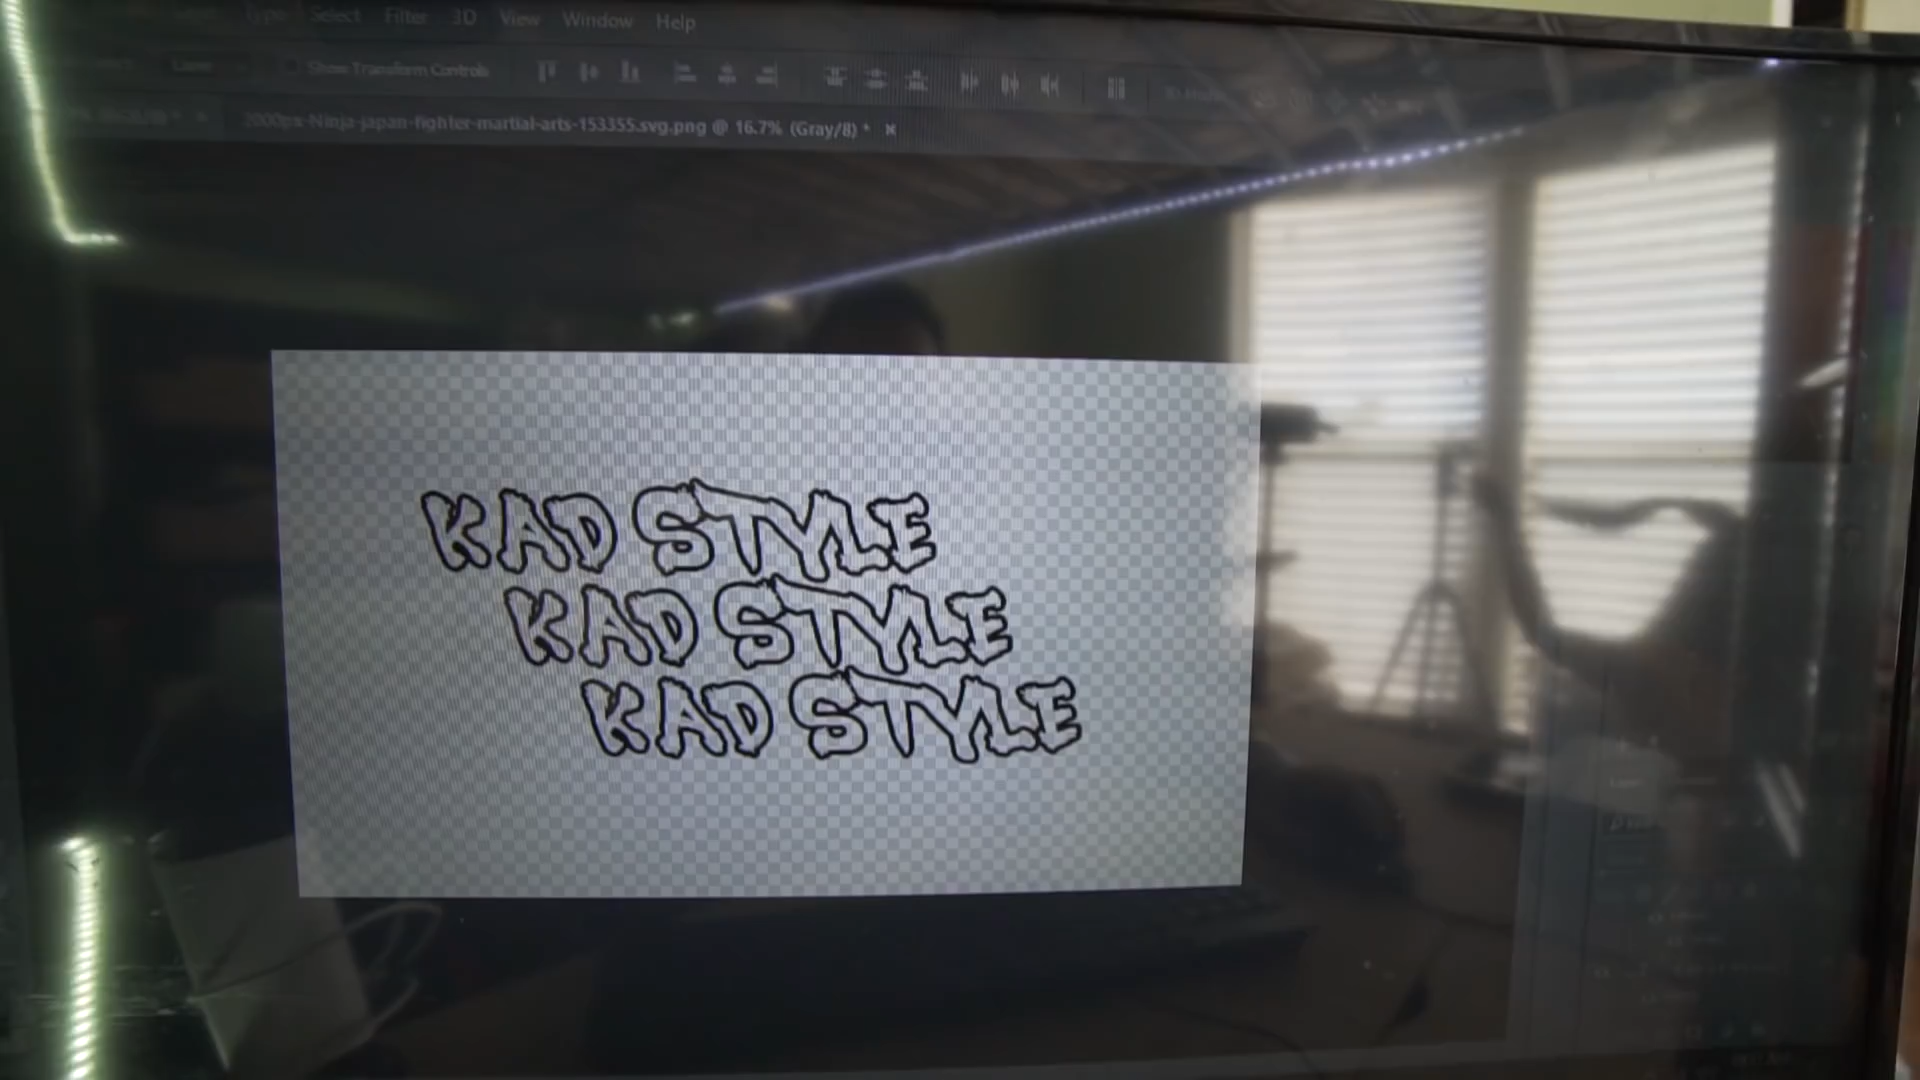 Type Select Filter 3D View Window Help
Show Transform Controls
2000px-Ninja-japan-fighter-martial-arts-153355.svg.png @ 16.7% (Gray/8) *
KAD STYLE
KAD STYLE
KAD STYLE